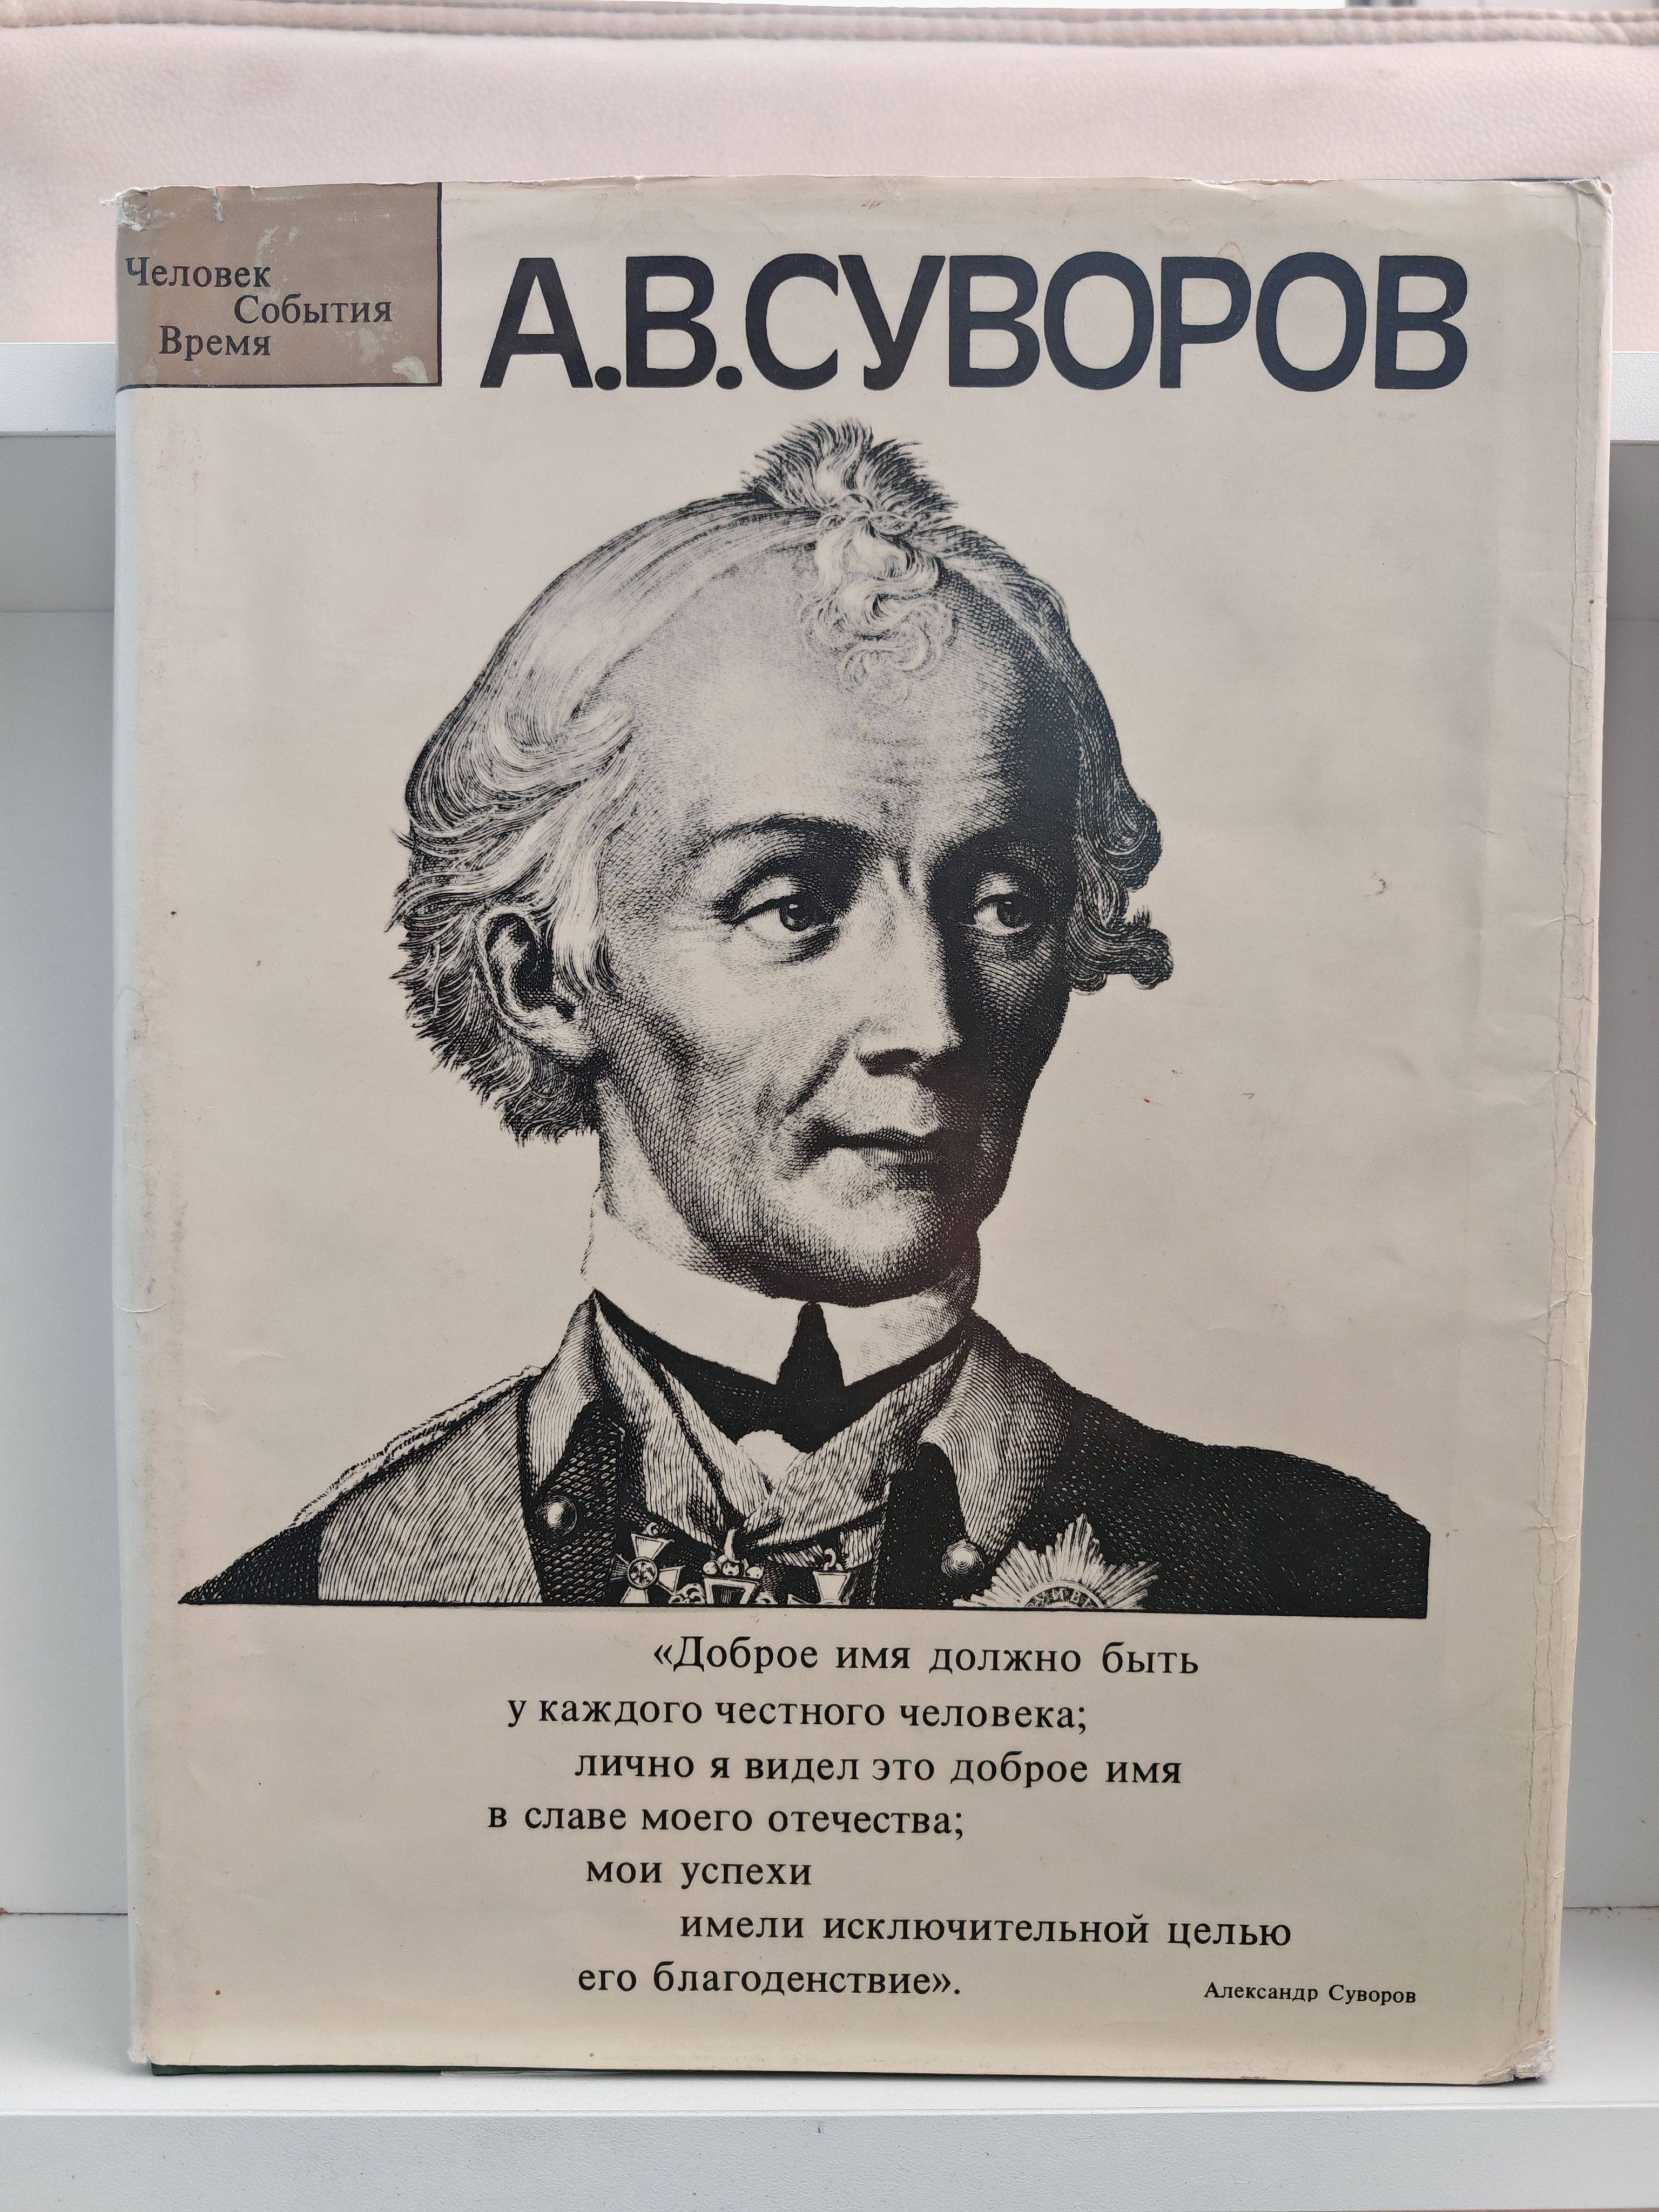 Человек
События
Время
А.В.СУВОРОВ
«Доброе имя должно быть
у каждого честного человека;
лично я видел это доброе имя
в славе моего отечества;
мои успехи
имели исключительной целью
его благоденствие».
Александр Суворов